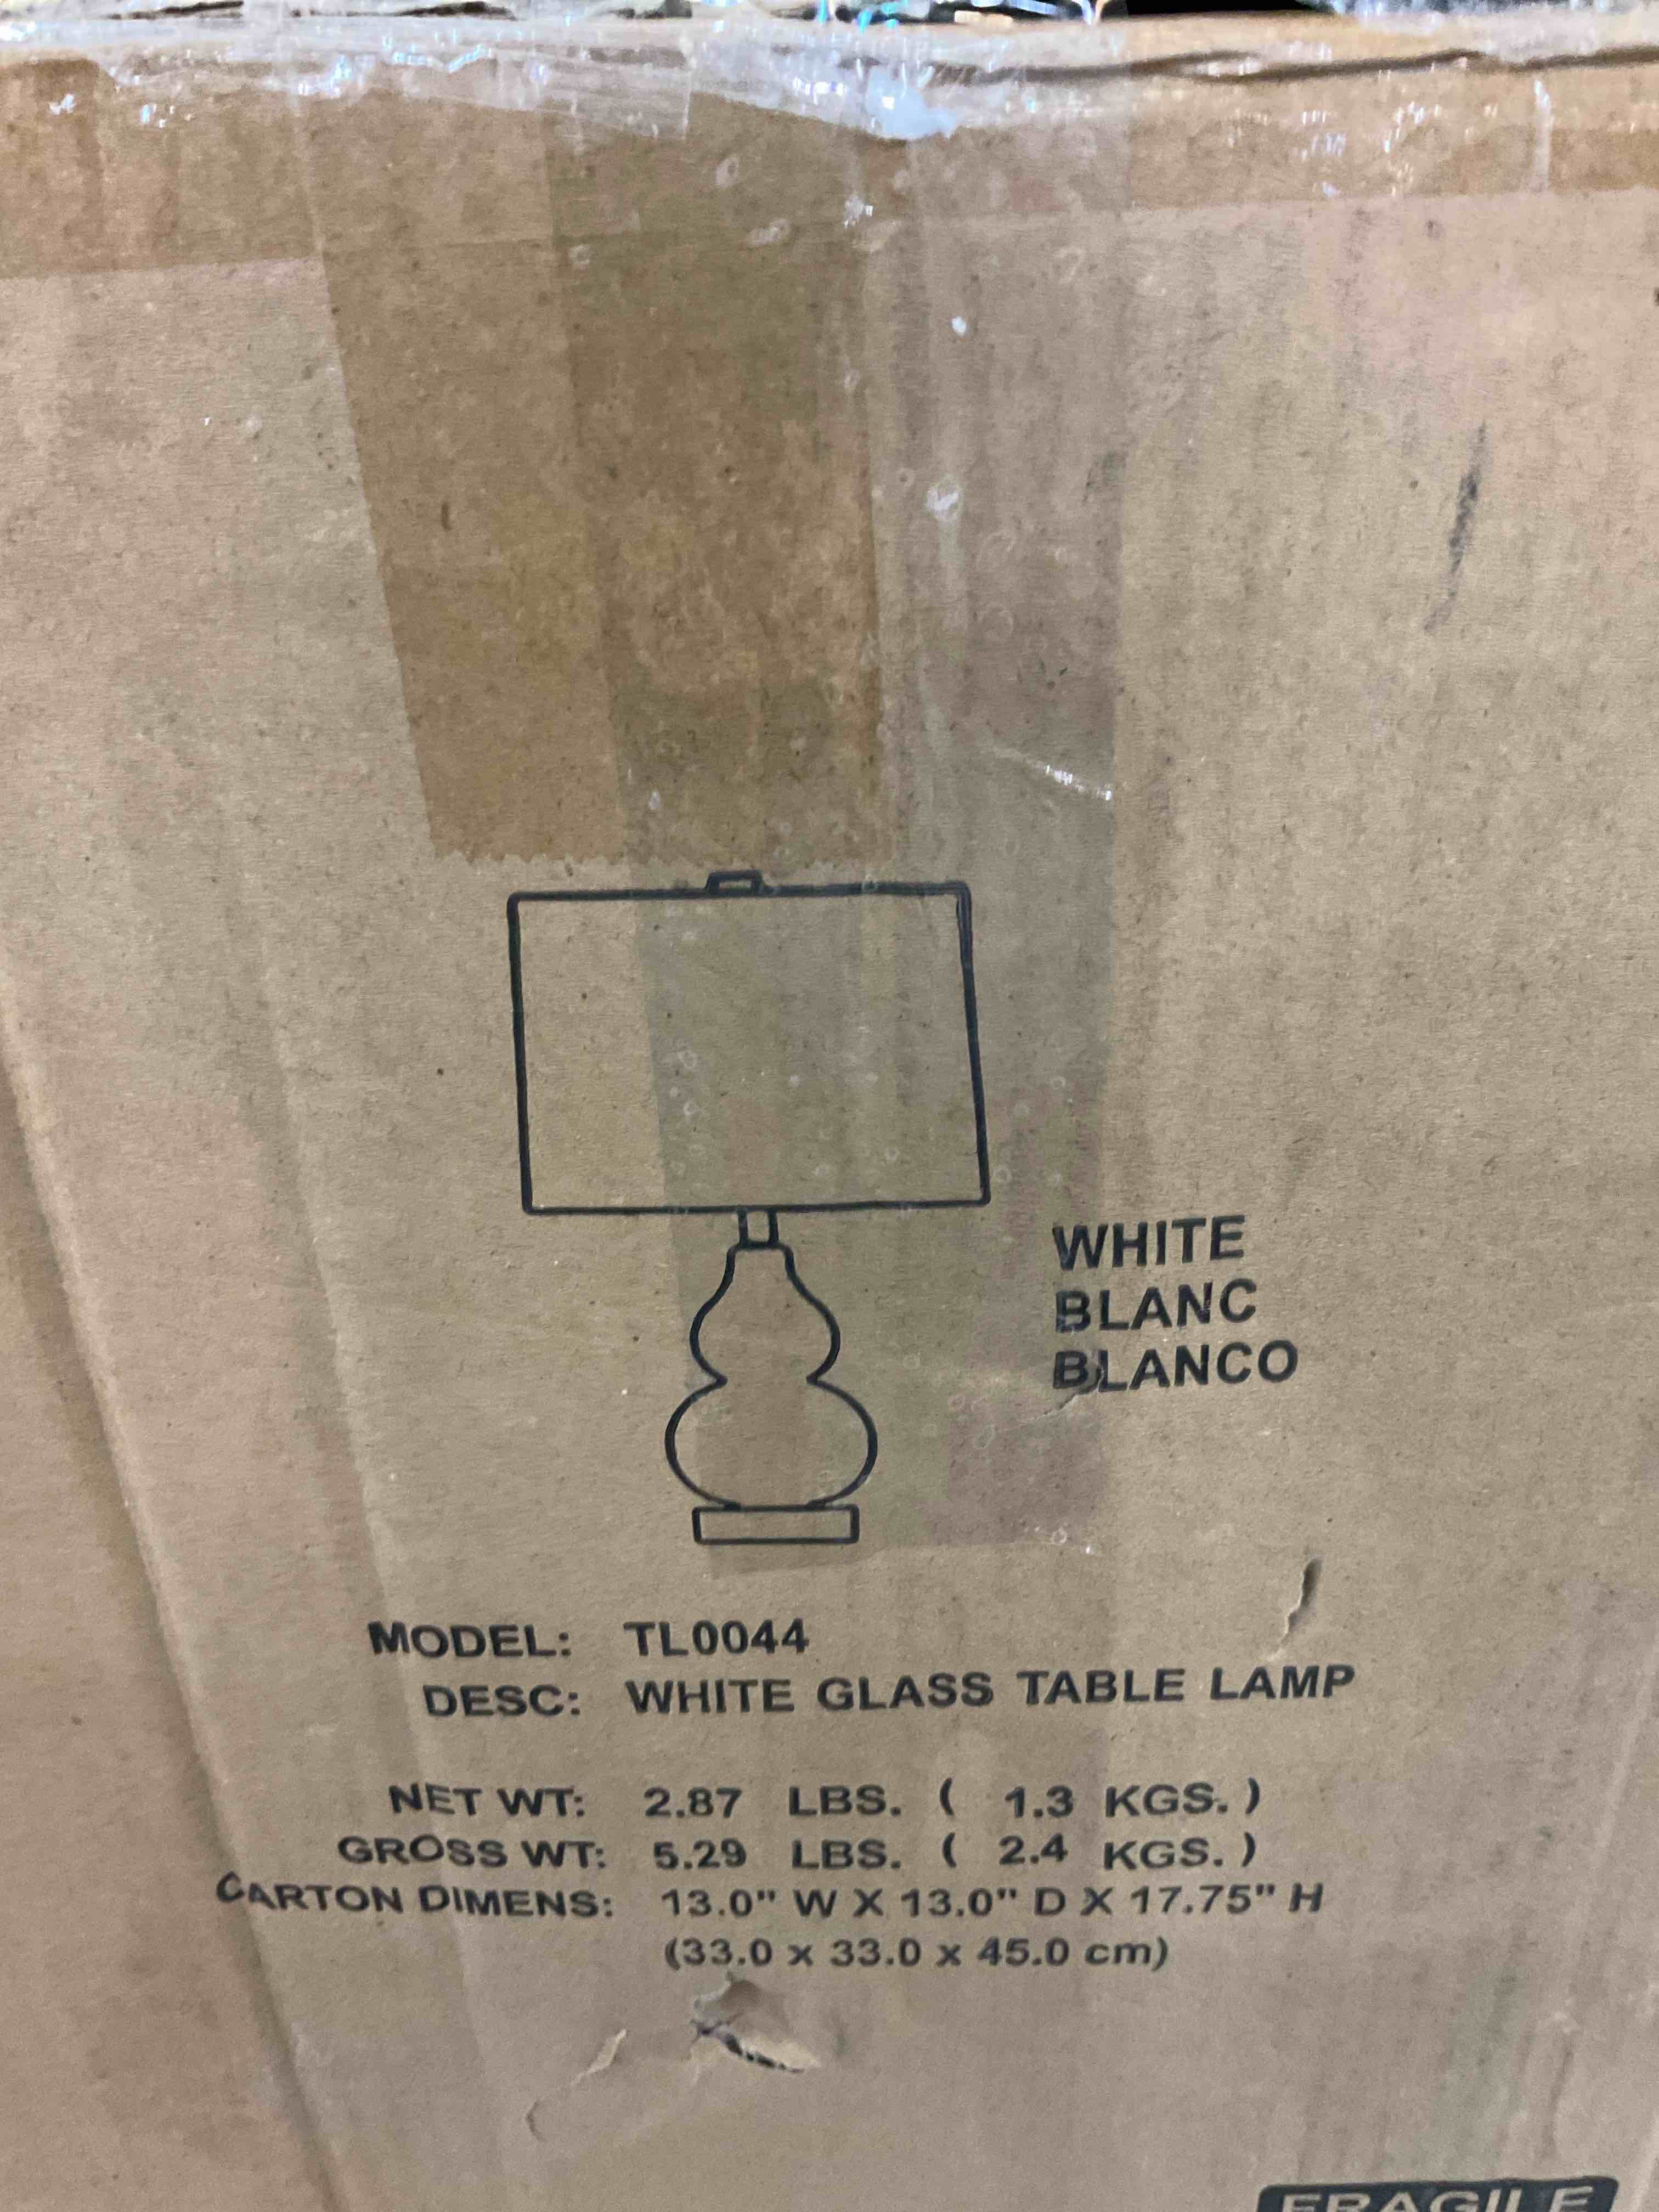 WHITE
BLANC
BLANCO
MODEL: TL0044
DESC: WHITE GLASS TABLE LAMP
NET WT: 2.87 LBS. ( 1.3 KGS. )
GROSS WT: 5.29 LBS. ( 2.4 KGS. )
CARTON DIMENS: 13.0" W X 13.0" D X 17.75" H
(33.0 x 33.0 x 45.0 cm)
FRAGILE